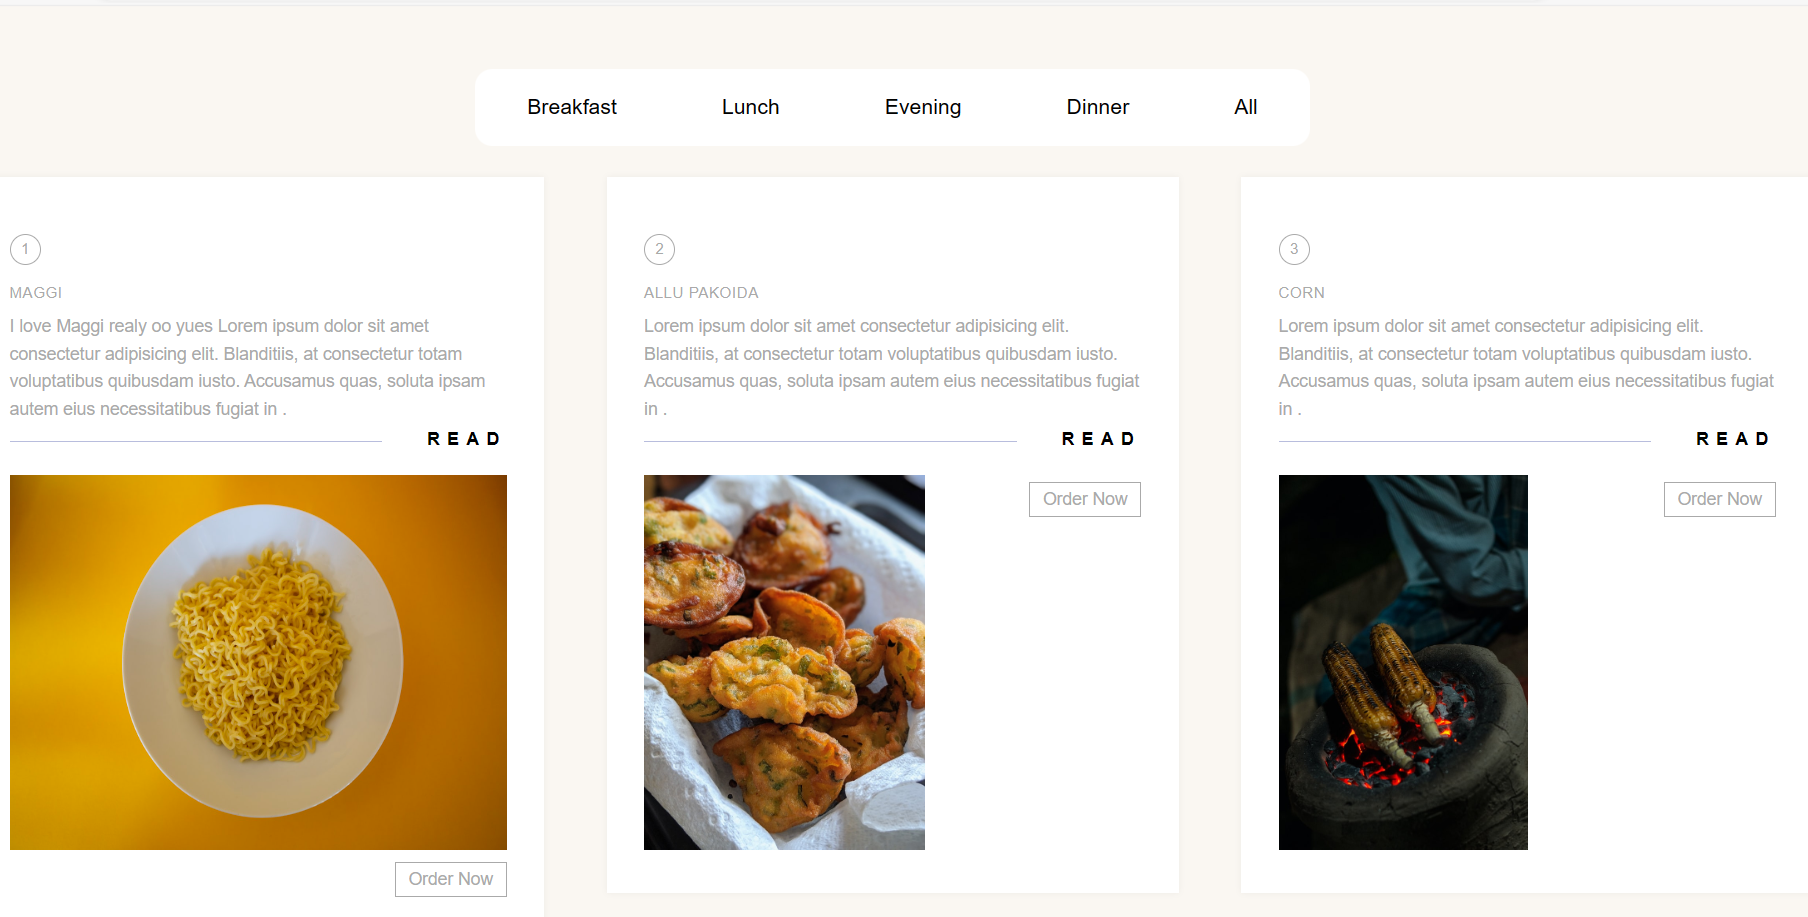 Breakfast Lunch Evening Dinner All
1
MAGGI
I love Maggi realy oo yues Lorem ipsum dolor sit amet
consectetur adipisicing elit. Blanditiis, at consectetur totam
voluptatibus quibusdam iusto. Accusamus quas, soluta ipsam
autem eius necessitatibus fugiat in .
READ
Order Now
2
ALLU PAKOIDA
Lorem ipsum dolor sit amet consectetur adipisicing elit.
Blanditiis, at consectetur totam voluptatibus quibusdam iusto.
Accusamus quas, soluta ipsam autem eius necessitatibus fugiat
in .
READ
Order Now
3
CORN
Lorem ipsum dolor sit amet consectetur adipisicing elit.
Blanditiis, at consectetur totam voluptatibus quibusdam iusto.
Accusamus quas, soluta ipsam autem eius necessitatibus fugiat
in .
READ
Order Now